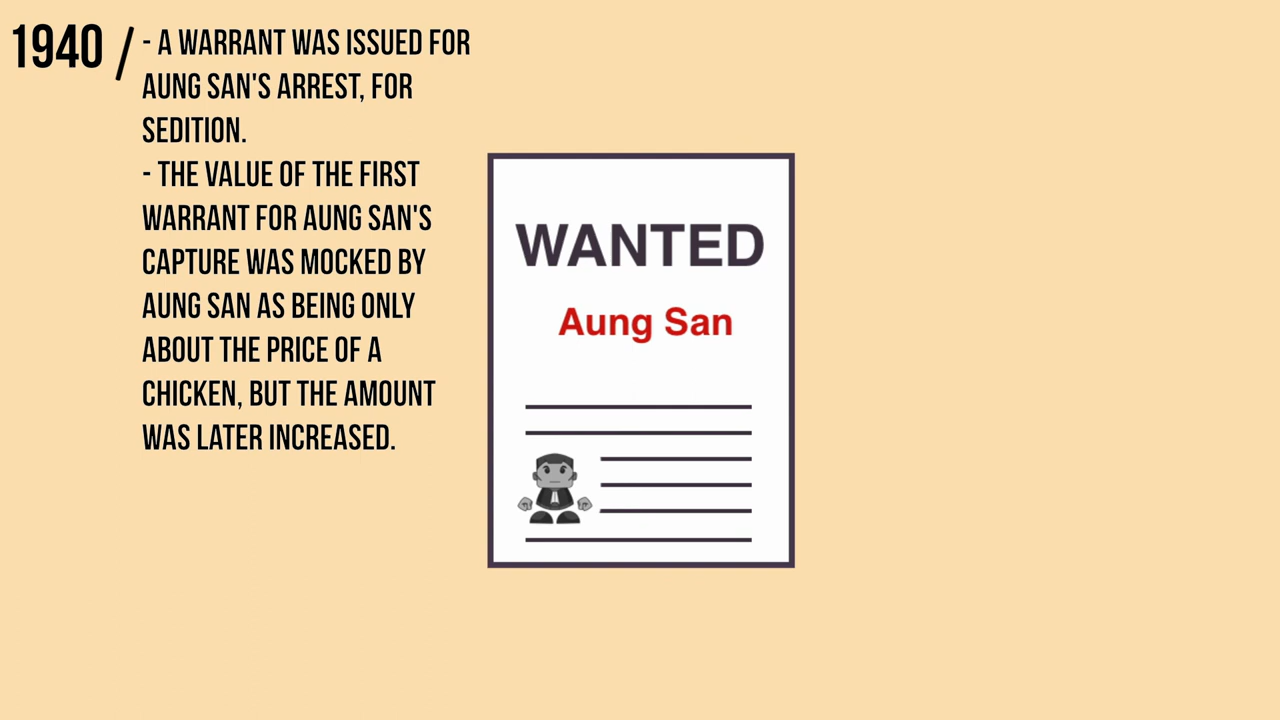 1940 / - A WARRANT WAS ISSUED FOR
AUNG SAN'S ARREST, FOR
SEDITION.
- THE VALUE OF THE FIRST
WARRANT FOR AUNG SAN'S
CAPTURE WAS MOCKED BY
AUNG SAN AS BEING ONLY
ABOUT THE PRICE OF A
CHICKEN, BUT THE AMOUNT
WAS LATER INCREASED.
WANTED
Aung San